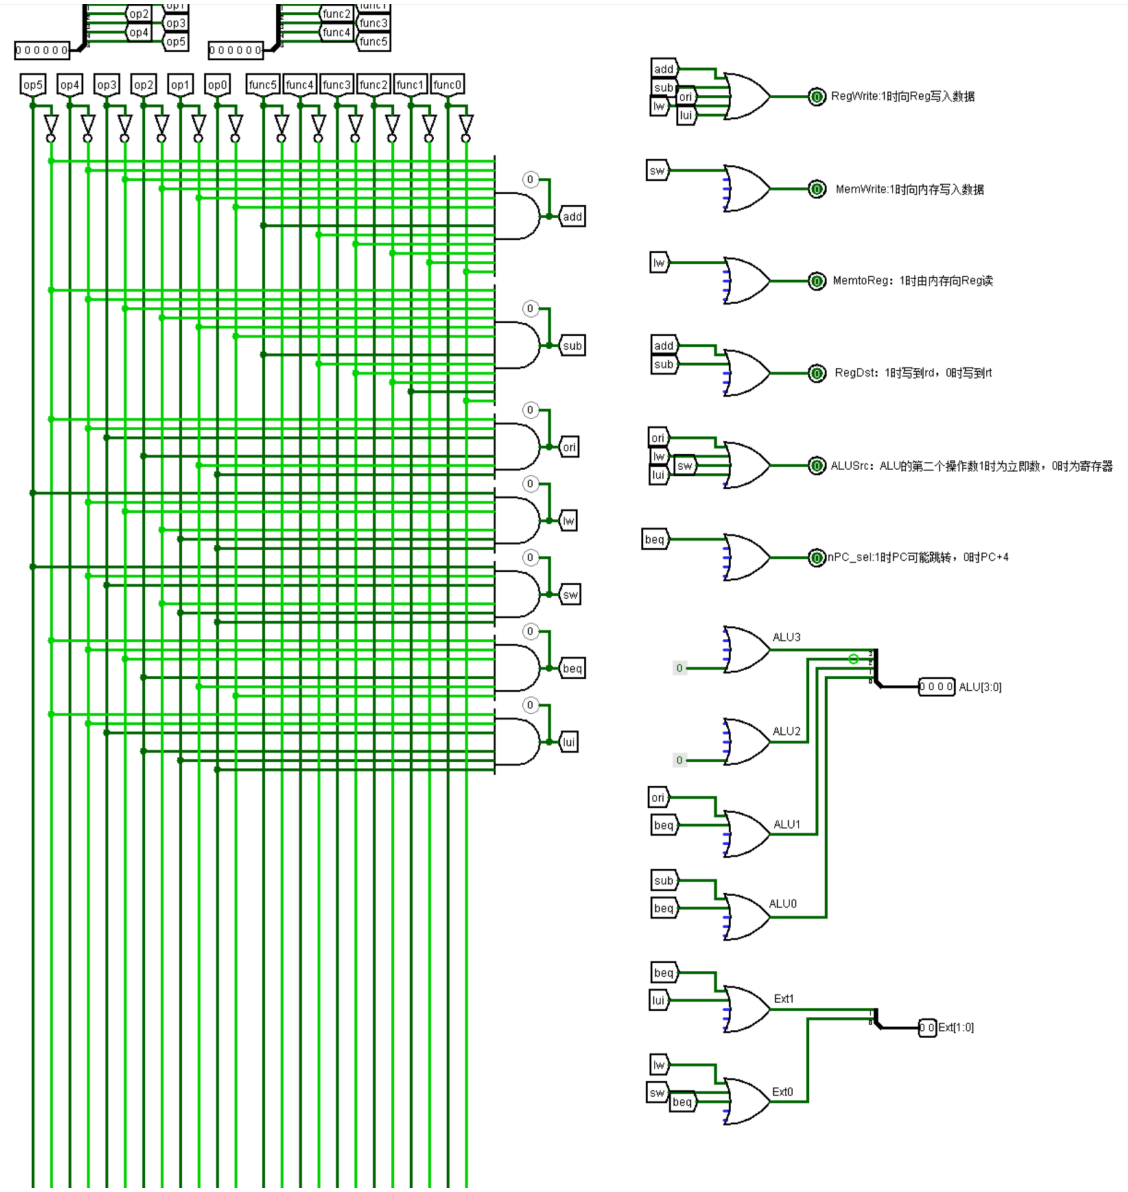 op1
op2
op3
op4
op5
000000
func1
func2
func3
func4
func5
000000
op5 op4 op3 op2 op1 op0 func5 func4 func3 func2 func1 func0
0
add
0
sub
0
ori
0
lw
0
sw
0
beq
0
lui
add
sub
ori
lw
lui
0
RegWrite:1时向Reg写入数据
sw
0
MemWrite:1时向内存写入数据
lw
0
MemtoReg：1时由内存向Reg读
add
sub
0
RegDst：1时写到rd，0时写到rt
ori
lw
sw
lui
0
ALUSrc：ALU的第二个操作数1时为立即数，0时为寄存器
beq
0
nPC_sel:1时PC可能跳转，0时PC+4
0
ALU3
0
ALU2
ori
beq
ALU1
sub
beq
ALU0
0000
ALU[3:0]
beq
lui
Ext1
lw
sw
beq
Ext0
00
Ext[1:0]